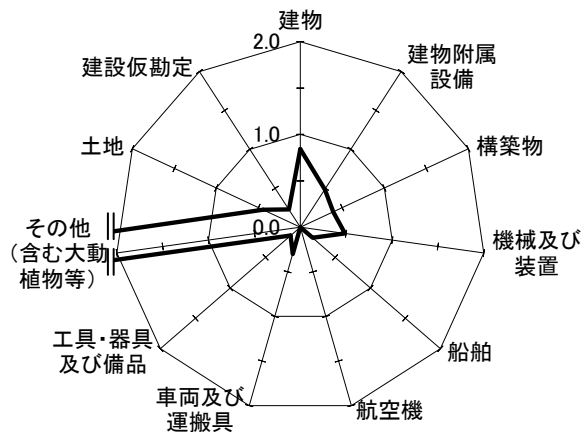 建物
2.0
1.0
0.0
建物附属
設備
構築物
機械及び
装置
船舶
航空機
車両及び
運搬具
工具・器具
及び備品
その他
(含む大動
植物等)
土地
建設仮勘定